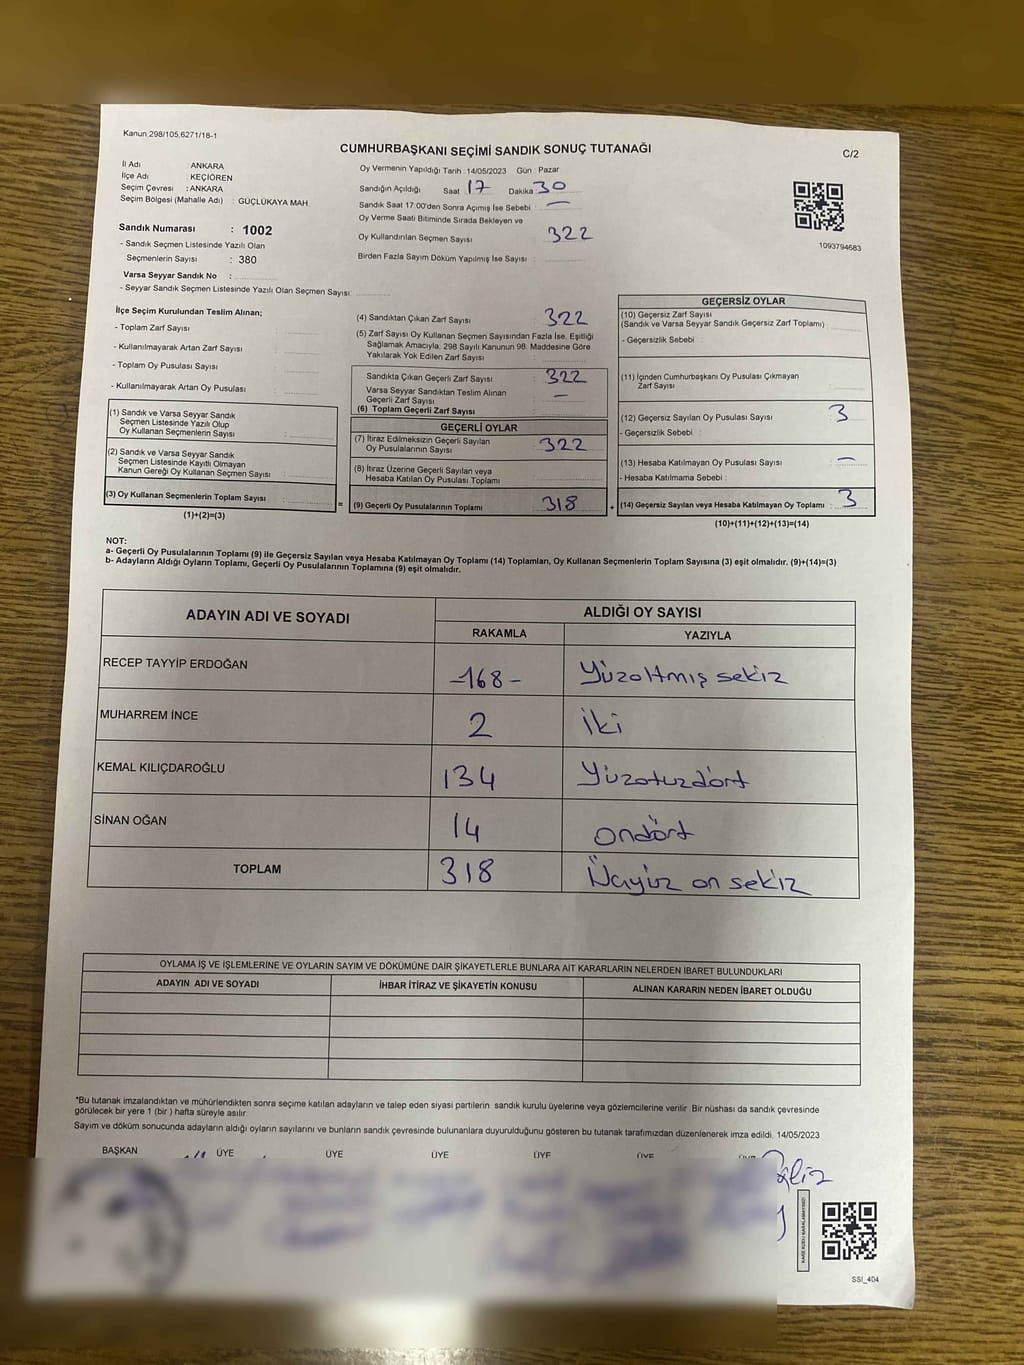 Kanun 298/105,6271/18-1
CUMHURBAŞKANI SEÇİMİ SANDIK SONUÇ TUTANAĞI
C/2
İl Adı : ANKARA
İlçe Adı : KEÇİÖREN
Seçim Çevresi : ANKARA
Seçim Bölgesi (Mahalle Adı) : GÜÇLÜKAYA MAH.
Sandık Numarası : 1002
- Sandık Seçmen Listesinde Yazılı Olan
Seçmenlerin Sayısı : 380
Varsa Seyyar Sandık No :
- Seyyar Sandık Seçmen Listesinde Yazılı Olan Seçmen Sayısı:
Oy Vermenin Yapıldığı Tarih : 14/05/2023 Gün : Pazar
Sandığın Açıldığı Saat 17 Dakika 30
Sandık Saat 17:00'den Sonra Açımış İse Sebebi : —
Oy Verme Saati Bitiminde Sırada Bekleyen ve
Oy Kullandırılan Seçmen Sayısı 322
Birden Fazla Sayım Döküm Yapılmış İse Sayısı :
1093794683
İlçe Seçim Kurulundan Teslim Alınan;
- Toplam Zarf Sayısı :
- Kullanılmayarak Artan Zarf Sayısı :
- Toplam Oy Pusulası Sayısı :
- Kullanılmayarak Artan Oy Pusulası :
(1) Sandık ve Varsa Seyyar Sandık
Seçmen Listesinde Yazılı Olup
Oy Kullanan Seçmenlerin Sayısı :
(2) Sandık ve Varsa Seyyar Sandık
Seçmen Listesinde Kayıtlı Olmayan
Kanun Gereği Oy Kullanan Seçmen Sayısı :
(3) Oy Kullanan Seçmenlerin Toplam Sayısı :
(1)+(2)=(3)
=
(4) Sandıktan Çıkan Zarf Sayısı : 322
(5) Zarf Sayısı Oy Kullanan Seçmen Sayısından Fazla İse, Eşitliği
Sağlamak Amacıyla, 298 Sayılı Kanunun 98. Maddesine Göre
Yakılarak Yok Edilen Zarf Sayısı :
Sandıkta Çıkan Geçerli Zarf Sayısı : 322
Varsa Seyyar Sandıktan Teslim Alınan
Geçerli Zarf Sayısı : —
(6) Toplam Geçerli Zarf Sayısı :
GEÇERLİ OYLAR
(7) İtiraz Edilmeksizin Geçerli Sayılan
Oy Pusulalarının Sayısı : 322
(8) İtiraz Üzerine Geçerli Sayılan veya
Hesaba Katılan Oy Pusulası Toplamı :
(9) Geçerli Oy Pusulalarının Toplamı : 318
+
GEÇERSİZ OYLAR
(10) Geçersiz Zarf Sayısı
(Sandık ve Varsa Seyyar Sandık Geçersiz Zarf Toplamı) :
- Geçersizlik Sebebi :
(11) İçinden Cumhurbaşkanı Oy Pusulası Çıkmayan
Zarf Sayısı :
(12) Geçersiz Sayılan Oy Pusulası Sayısı : 3
- Geçersizlik Sebebi :
(13) Hesaba Katılmayan Oy Pusulası Sayısı : —
- Hesaba Katılmama Sebebi :
(14) Geçersiz Sayılan veya Hesaba Katılmayan Oy Toplamı : 3
(10)+(11)+(12)+(13)=(14)
NOT:
a- Geçerli Oy Pusulalarının Toplamı (9) ile Geçersiz Sayılan veya Hesaba Katılmayan Oy Toplamı (14) Toplamları, Oy Kullanan Seçmenlerin Toplam Sayısına (3) eşit olmalıdır. (9)+(14)=(3)
b- Adayların Aldığı Oyların Toplamı, Geçerli Oy Pusulalarının Toplamına (9) eşit olmalıdır.
ADAYIN ADI VE SOYADI ALDIĞI OY SAYISI
RAKAMLA YAZIYLA
RECEP TAYYİP ERDOĞAN -168- Yüzaltmış sekiz
MUHARREM İNCE 2 iki
KEMAL KILIÇDAROĞLU 134 Yüzotuzdört
SİNAN OĞAN 14 ondört
TOPLAM 318 Üçyüz on sekiz
OYLAMA İŞ VE İŞLEMLERİNE VE OYLARIN SAYIM VE DÖKÜMÜNE DAİR ŞİKAYETLERLE BUNLARA AİT KARARLARIN NELERDEN İBARET BULUNDUKLARI
ADAYIN ADI VE SOYADI İHBAR İTİRAZ VE ŞİKAYETİN KONUSU ALINAN KARARIN NEDEN İBARET OLDUĞU
*Bu tutanak imzalandıktan ve mühürlendikten sonra seçime katılan adayların ve talep eden siyasi partilerin sandık kurulu üyelerine veya gözlemcilerine verilir. Bir nüshası da sandık çevresinde
görülecek bir yere 1 (bir ) hafta süreyle asılır.
Sayım ve döküm sonucunda adayların aldığı oyların sayılarını ve bunların sandık çevresinde bulunanlara duyurulduğunu gösteren bu tutanak tarafımızdan düzenlenerek imza edildi. 14/05/2023
BAŞKAN ÜYE ÜYE ÜYE ÜYE ÜYE ÜYE
SSI_404